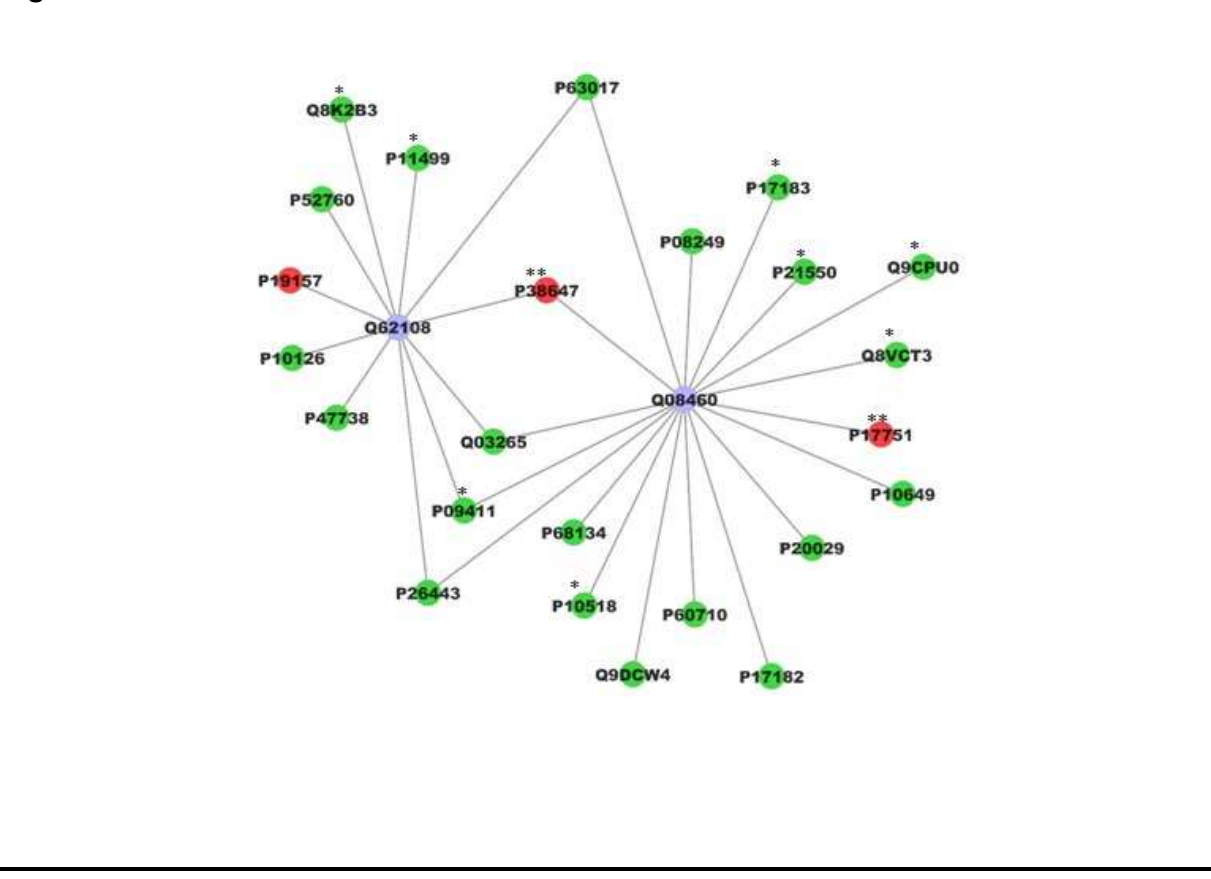 P63017
*
Q8K2B3
*
P11499
*
P17183
P52760
P08249
*
P21550
*
Q9CPU0
P19157
**
P38647
Q62108
*
Q8VCT3
P10126
Q08460
P47738
**
P17751
Q03265
*
P09411
P10649
P68134
P20029
P26443
*
P10518
P60710
Q9DCW4
P17182